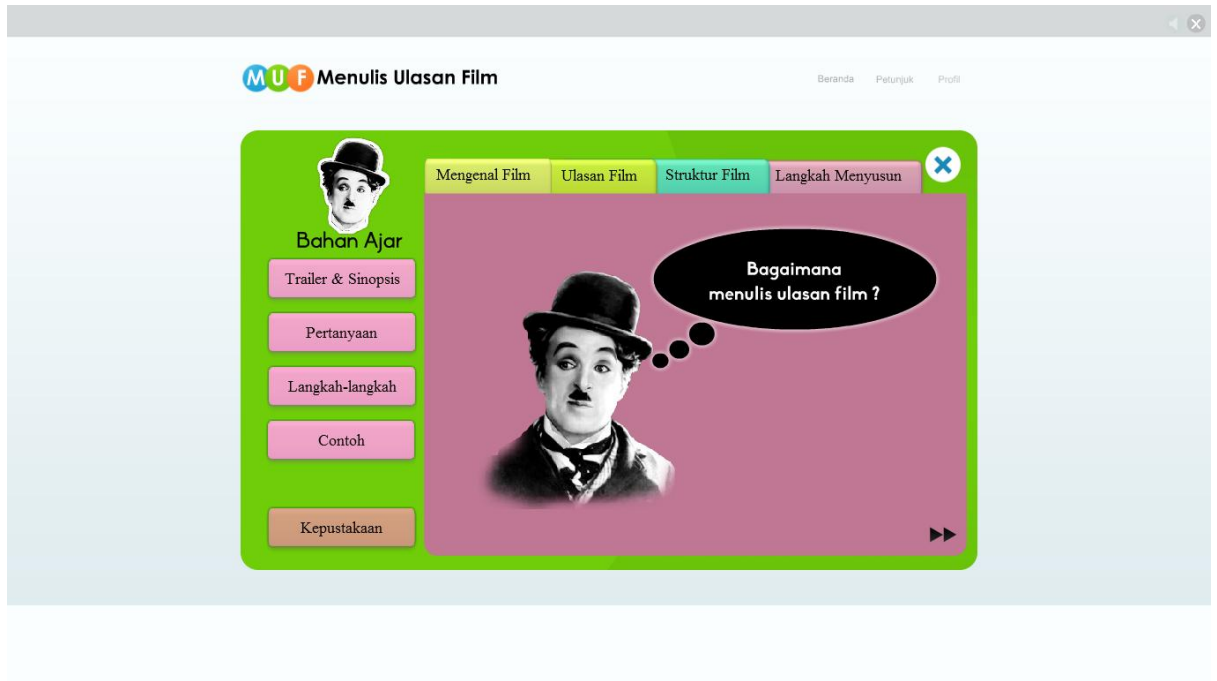 MUF Menulis Ulasan Film
Beranda Petunjuk Profil
Bahan Ajar
Trailer & Sinopsis
Pertanyaan
Langkah-langkah
Contoh
Kepustakaan
Mengenal Film Ulasan Film Struktur Film Langkah Menyusun
Bagaimana
menulis ulasan film ?